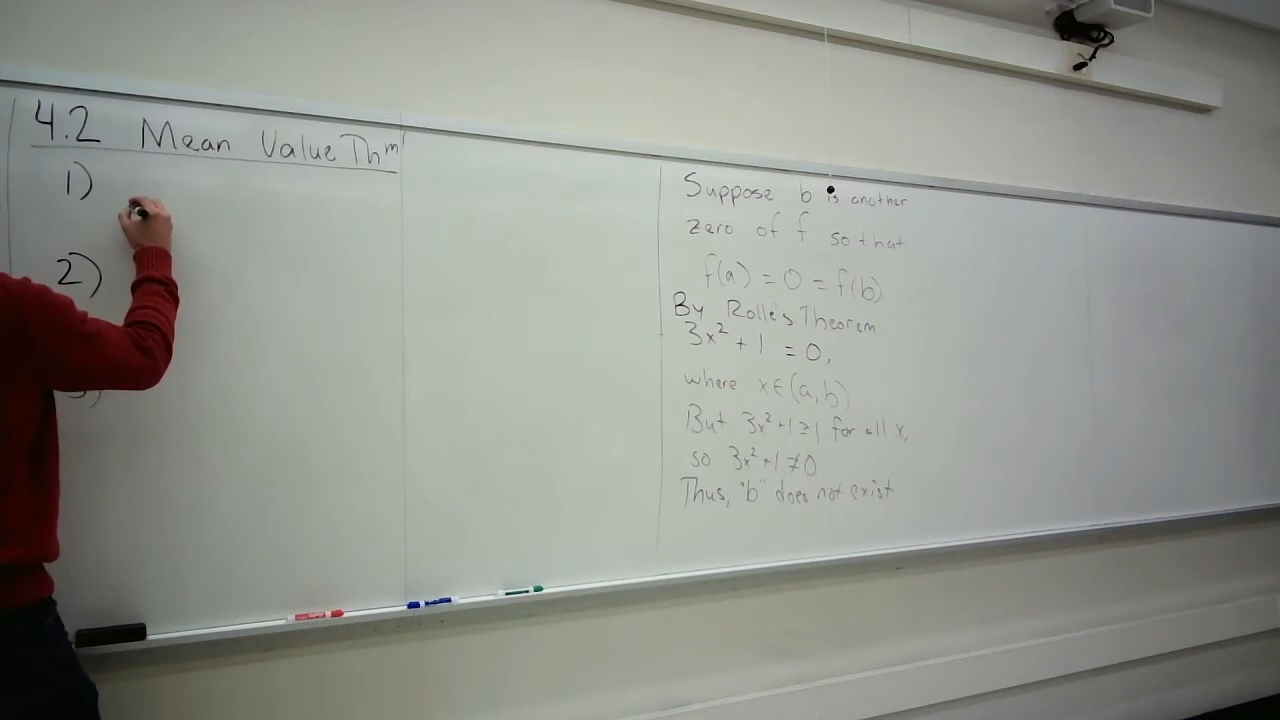 4.2 Mean Value Thm
1)
2)
3)
Suppose b is another
zero of f so that
f(a) = 0 = f(b)
By Rolle's Theorem
3x² + 1 = 0,
where x ∈ (a, b)
But 3x² + 1 ≥ 1 for all x,
so 3x² + 1 ≠ 0
Thus, "b" does not exist